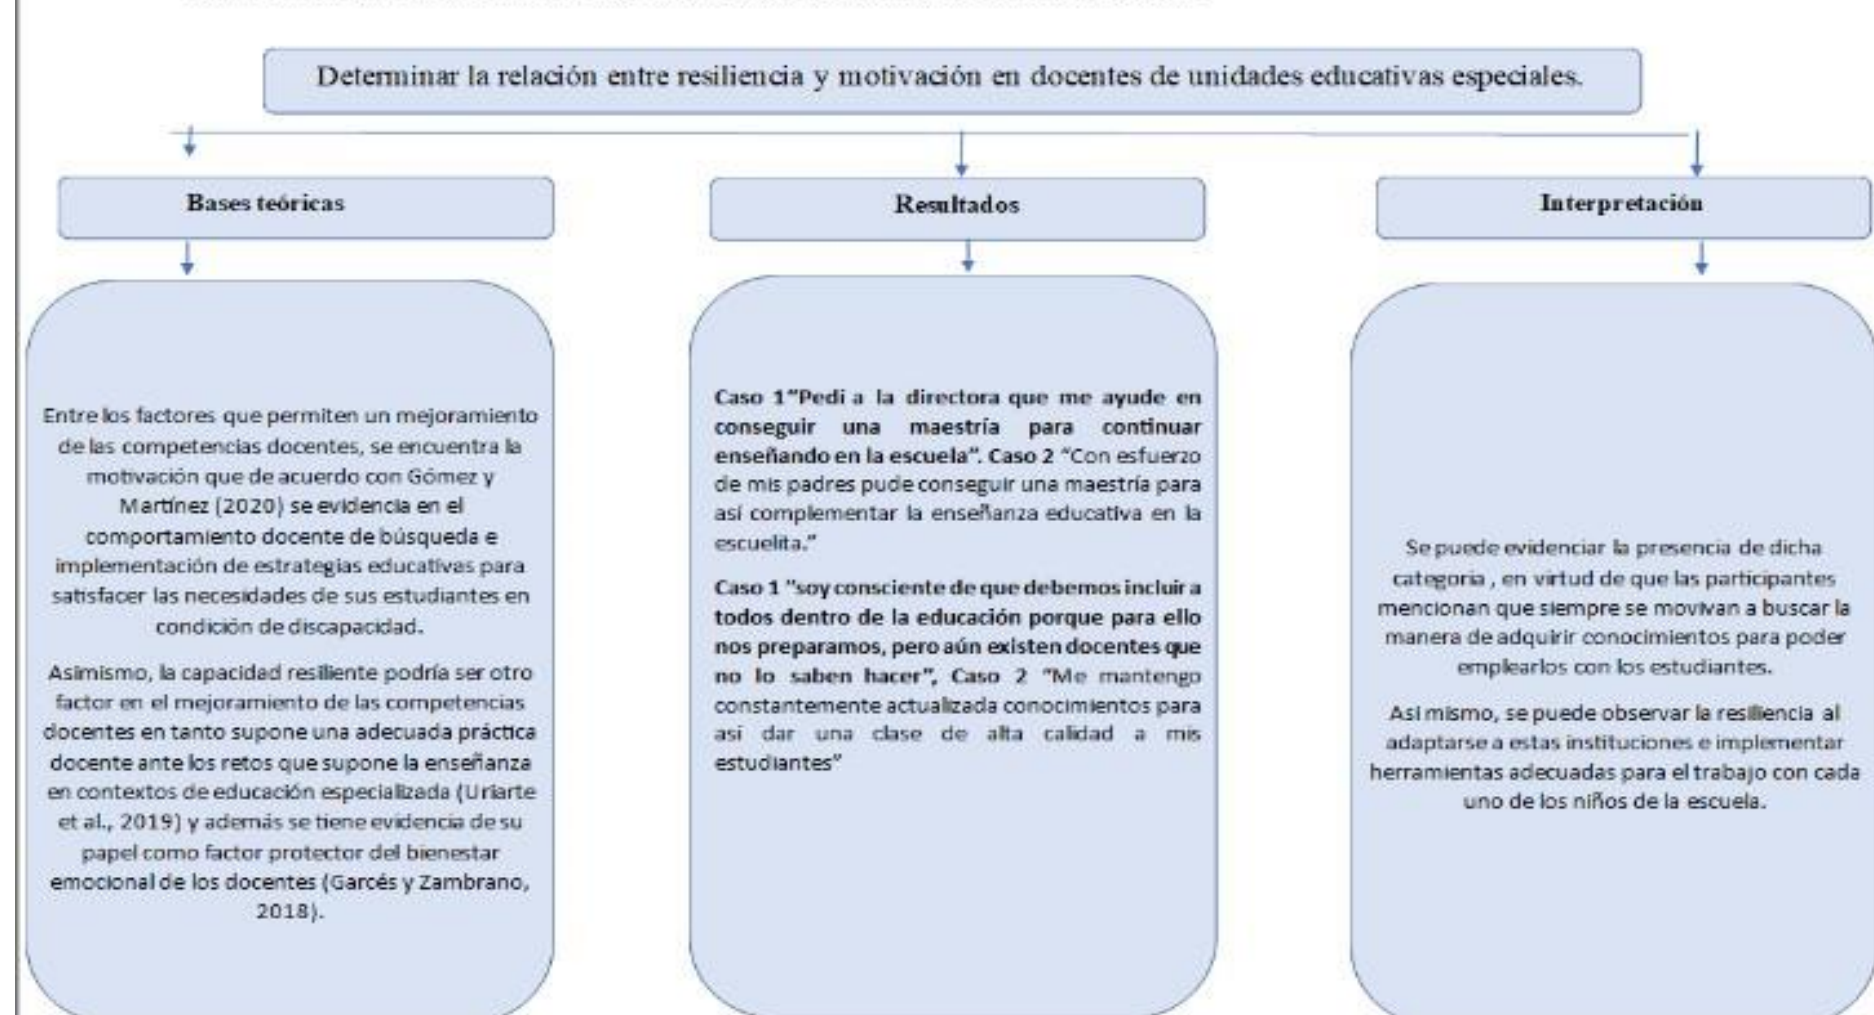 Determinar la relación entre resiliencia y motivación en docentes de unidades educativas especiales.
Bases teóricas
Entre los factores que permiten un mejoramiento
de las competencias docentes, se encuentra la
motivación que de acuerdo con Gómez y
Martínez (2020) se evidencia en el
comportamiento docente de búsqueda e
implementación de estrategias educativas para
satisfacer las necesidades de sus estudiantes en
condición de discapacidad.
Asimismo, la capacidad resiliente podría ser otro
factor en el mejoramiento de las competencias
docentes en tanto supone una adecuada práctica
docente ante los retos que supone la enseñanza
en contextos de educación especializada (Uriarte
et al., 2019) y además se tiene evidencia de su
papel como factor protector del bienestar
emocional de los docentes (Garcés y Zambrano,
2018).
Resultados
Caso 1"Pedi a la directora que me ayude en
conseguir una maestría para continuar
enseñando en la escuela". Caso 2 "Con esfuerzo
de mis padres pude conseguir una maestría para
así complementar la enseñanza educativa en la
escuelita."
Caso 1 "soy consciente de que debemos incluir a
todos dentro de la educación porque para ello
nos preparamos, pero aún existen docentes que
no lo saben hacer", Caso 2 "Me mantengo
constantemente actualizada conocimientos para
así dar una clase de alta calidad a mis
estudiantes"
Interpretación
Se puede evidenciar la presencia de dicha
categoría , en virtud de que las participantes
mencionan que siempre se movivan a buscar la
manera de adquirir conocimientos para poder
emplearlos con los estudiantes.
Así mismo, se puede observar la resiliencia al
adaptarse a estas instituciones e implementar
herramientas adecuadas para el trabajo con cada
uno de los niños de la escuela.